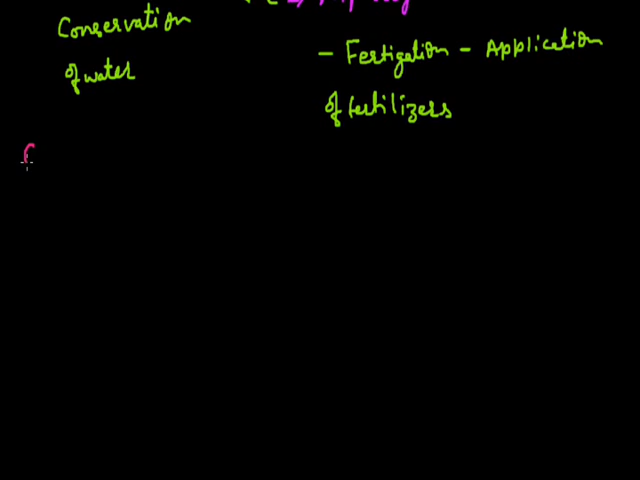 Conservation
of water
- Fertigation - Application
of fertilizers